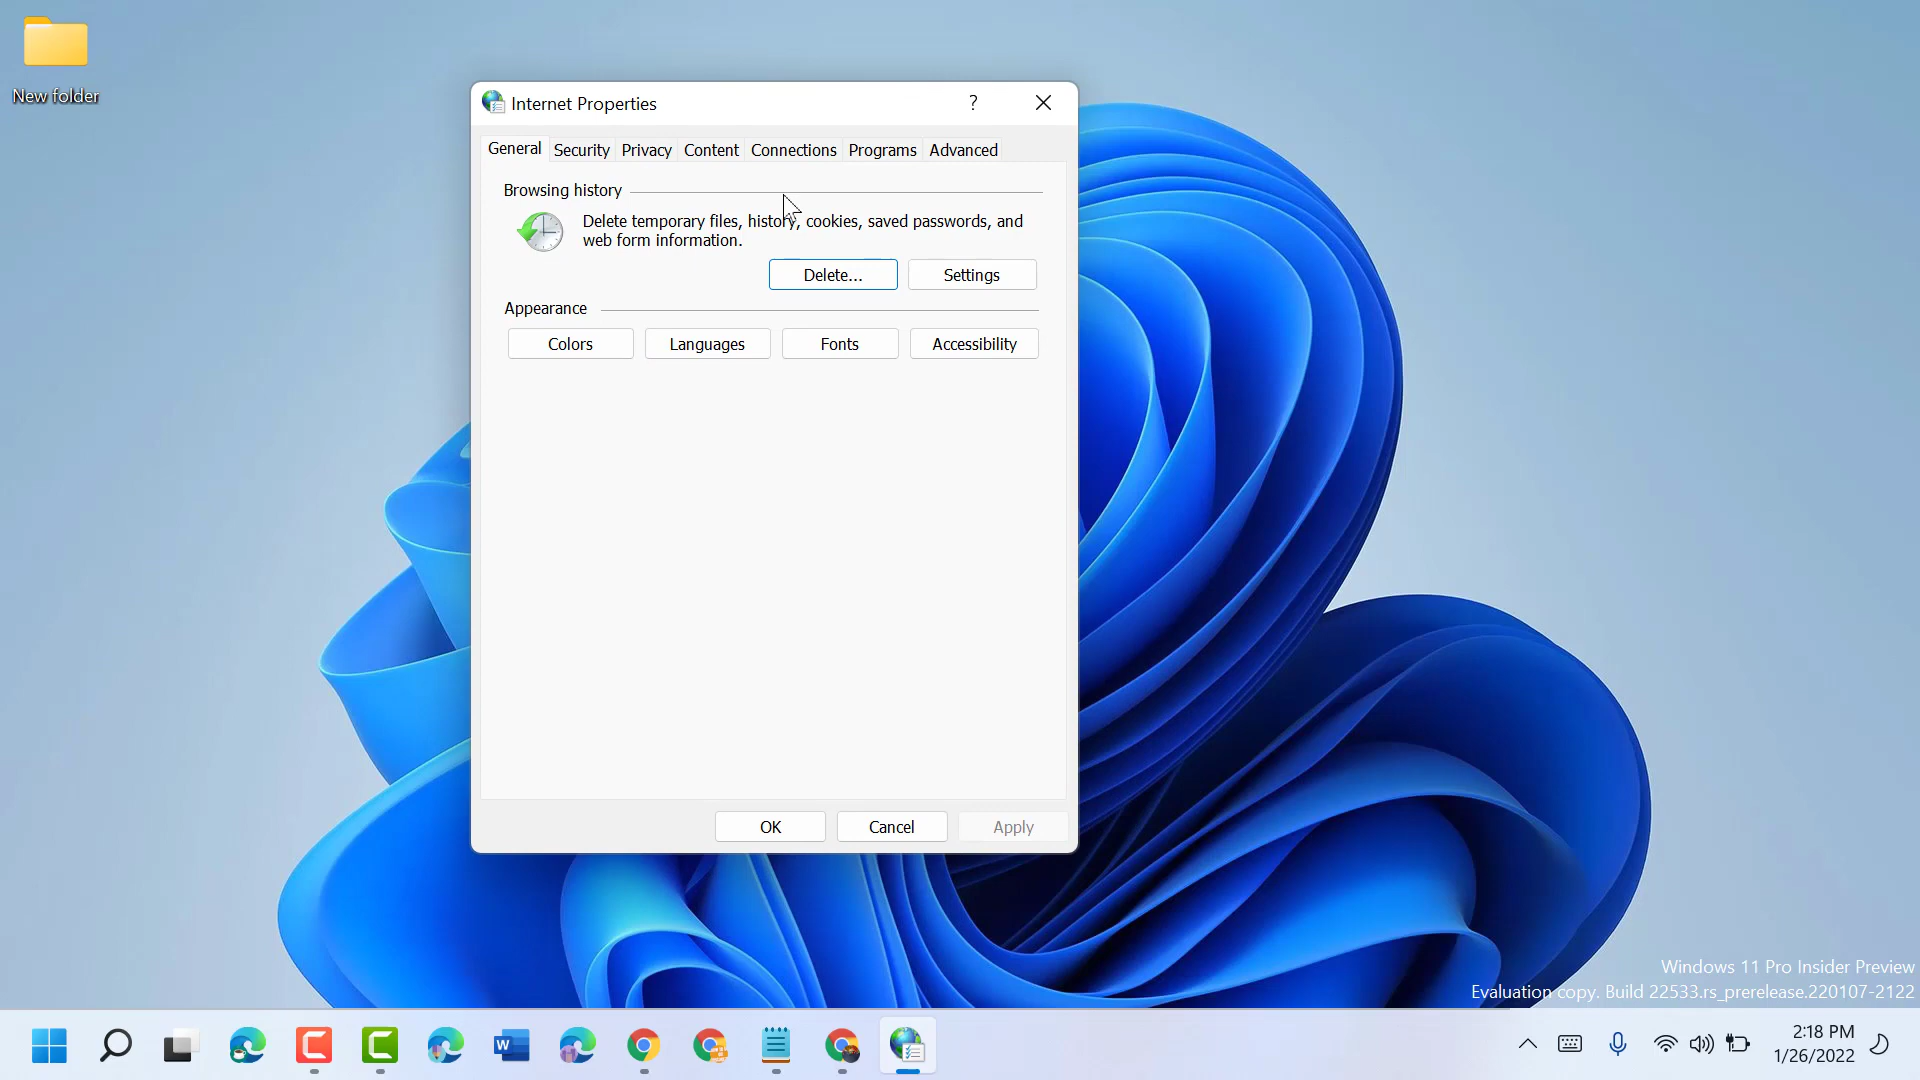 New folder
Internet Properties
?
General Security Privacy Content Connections Programs Advanced
Browsing history
Delete temporary files, history, cookies, saved passwords, and
web form information.
Delete... Settings
Appearance
Colors Languages Fonts Accessibility
OK Cancel Apply
Windows 11 Pro Insider Preview
Evaluation copy. Build 22533.rs_prerelease.220107-2122
W
2:18 PM
1/26/2022